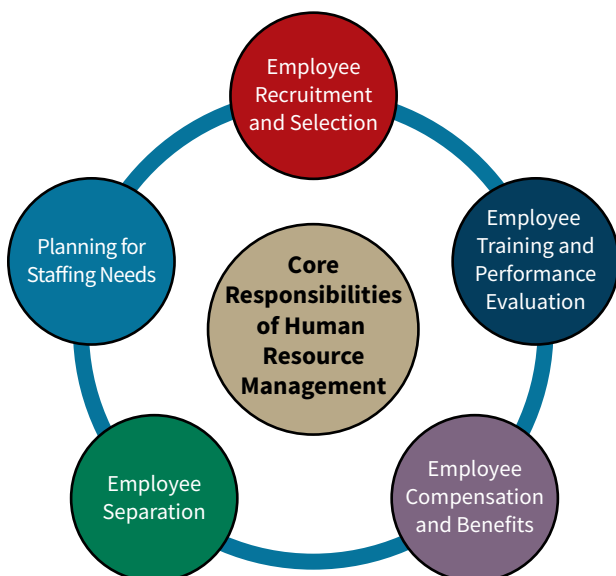 Employee
Recruitment
and Selection
Planning for
Staffing Needs
Employee
Training and
Performance
Evaluation
Core
Responsibilities
of Human
Resource
Management
Employee
Separation
Employee
Compensation
and Benefits